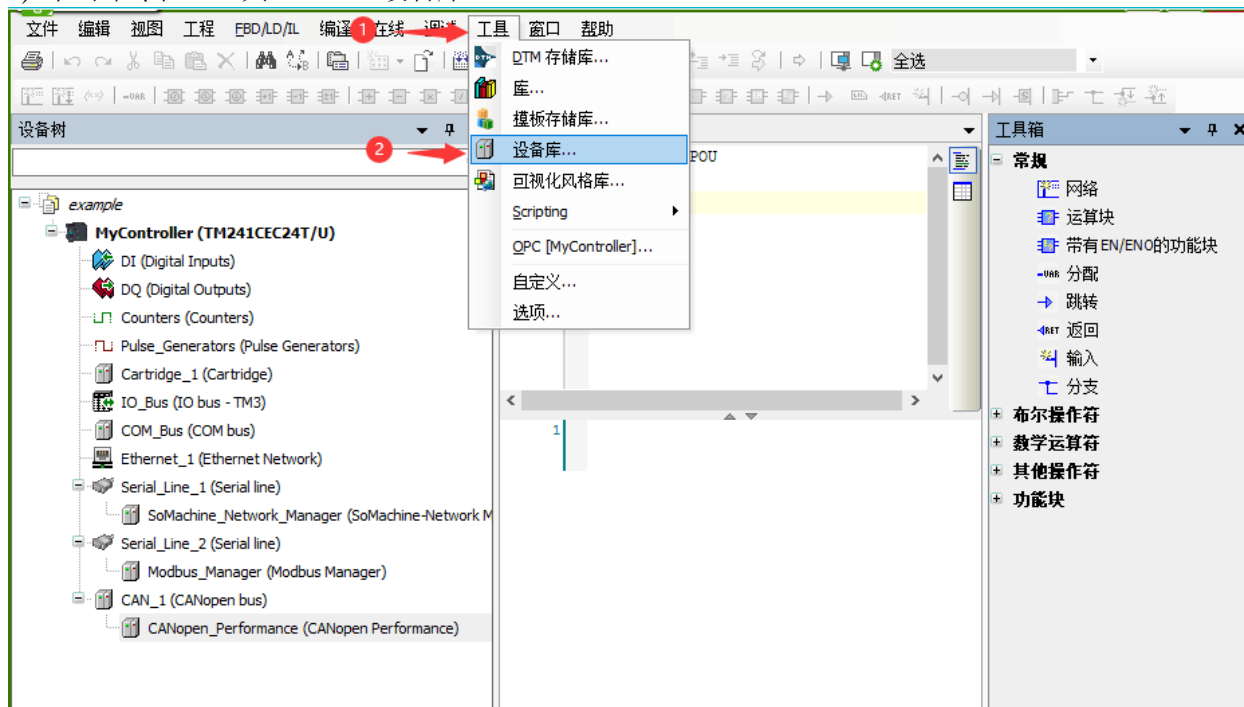 文件 编辑 视图 工程 FBD/LD/IL 编译 在线 调试 工具 窗口 帮助
1
全选
DTM 存储库...
库...
模板存储库...
2
设备库...
可视化风格库...
Scripting
OPC [MyController]...
自定义...
选项...
设备树
example
MyController (TM241CEC24T/U)
DI (Digital Inputs)
DQ (Digital Outputs)
Counters (Counters)
Pulse_Generators (Pulse Generators)
Cartridge_1 (Cartridge)
IO_Bus (IO bus - TM3)
COM_Bus (COM bus)
Ethernet_1 (Ethernet Network)
Serial_Line_1 (Serial line)
SoMachine_Network_Manager (SoMachine-Network M
Serial_Line_2 (Serial line)
Modbus_Manager (Modbus Manager)
CAN_1 (CANopen bus)
CANopen_Performance (CANopen Performance)
POU
1
工具箱
常规
网络
运算块
带有EN/ENO的功能块
分配
跳转
返回
输入
分支
布尔操作符
数学运算符
其他操作符
功能块